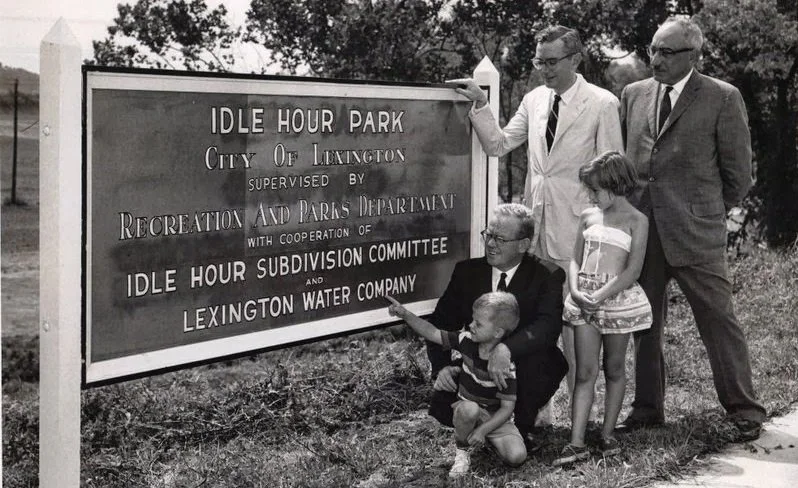 IDLE HOUR PARK
CITY OF LEXINGTON
SUPERVISED BY
RECREATION AND PARKS DEPARTMENT
WITH COOPERATION OF
IDLE HOUR SUBDIVISION COMMITTEE
AND
LEXINGTON WATER COMPANY